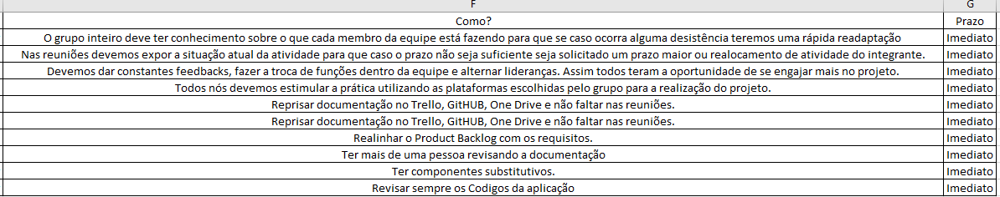 F G
Como? Prazo
O grupo inteiro deve ter conhecimento sobre o que cada membro da equipe está fazendo para que se caso ocorra alguma desistência teremos uma rápida readaptação Imediato
Nas reuniões devemos expor a situação atual da atividade para que caso o prazo não seja suficiente seja solicitado um prazo maior ou realocamento de atividade do integrante. Imediato
Devemos dar constantes feedbacks, fazer a troca de funções dentro da equipe e alternar lideranças. Assim todos teram a oportunidade de se engajar mais no projeto. Imediato
Todos nós devemos estimular a prática utilizando as plataformas escolhidas pelo grupo para a realização do projeto. Imediato
Reprisar documentação no Trello, GitHUB, One Drive e não faltar nas reuniões. Imediato
Reprisar documentação no Trello, GitHUB, One Drive e não faltar nas reuniões. Imediato
Realinhar o Product Backlog com os requisitos. Imediato
Ter mais de uma pessoa revisando a documentação Imediato
Ter componentes substitutivos. Imediato
Revisar sempre os Codigos da aplicação Imediato